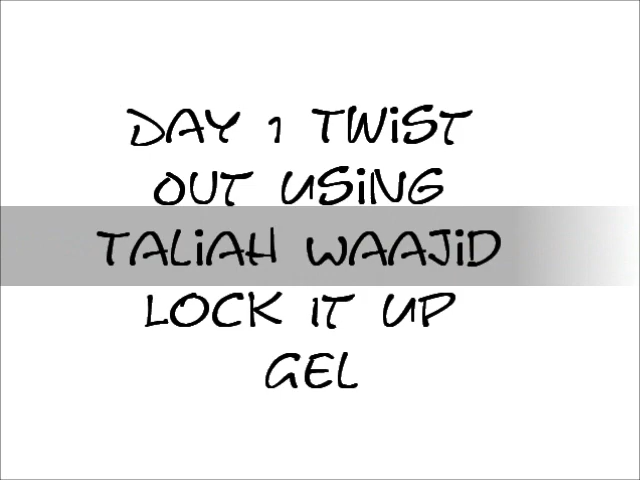 DAY 1 TWiST
OUT USiNG
TALiAH WAAJiD
LOCK IT UP
GEL